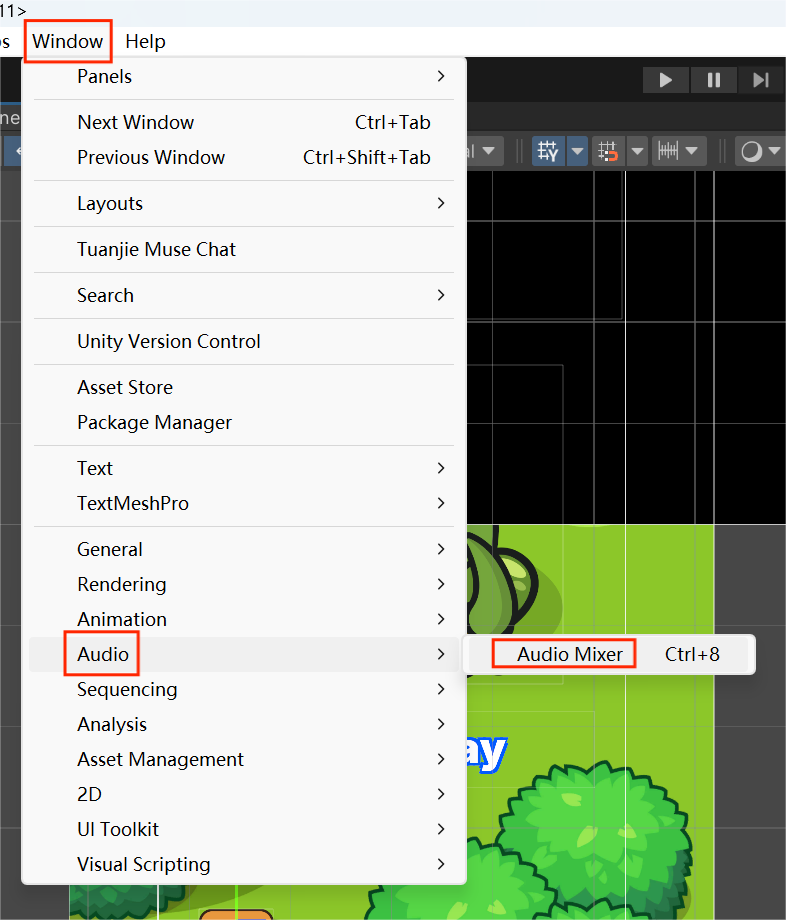 11>
s Window Help
Panels
Next Window Ctrl+Tab
Previous Window Ctrl+Shift+Tab
Layouts
Tuanjie Muse Chat
Search
Unity Version Control
Asset Store
Package Manager
Text
TextMeshPro
General
Rendering
Animation
Audio
Audio Mixer Ctrl+8
Sequencing
Analysis
Asset Management
2D
UI Toolkit
Visual Scripting
ne
al
ay